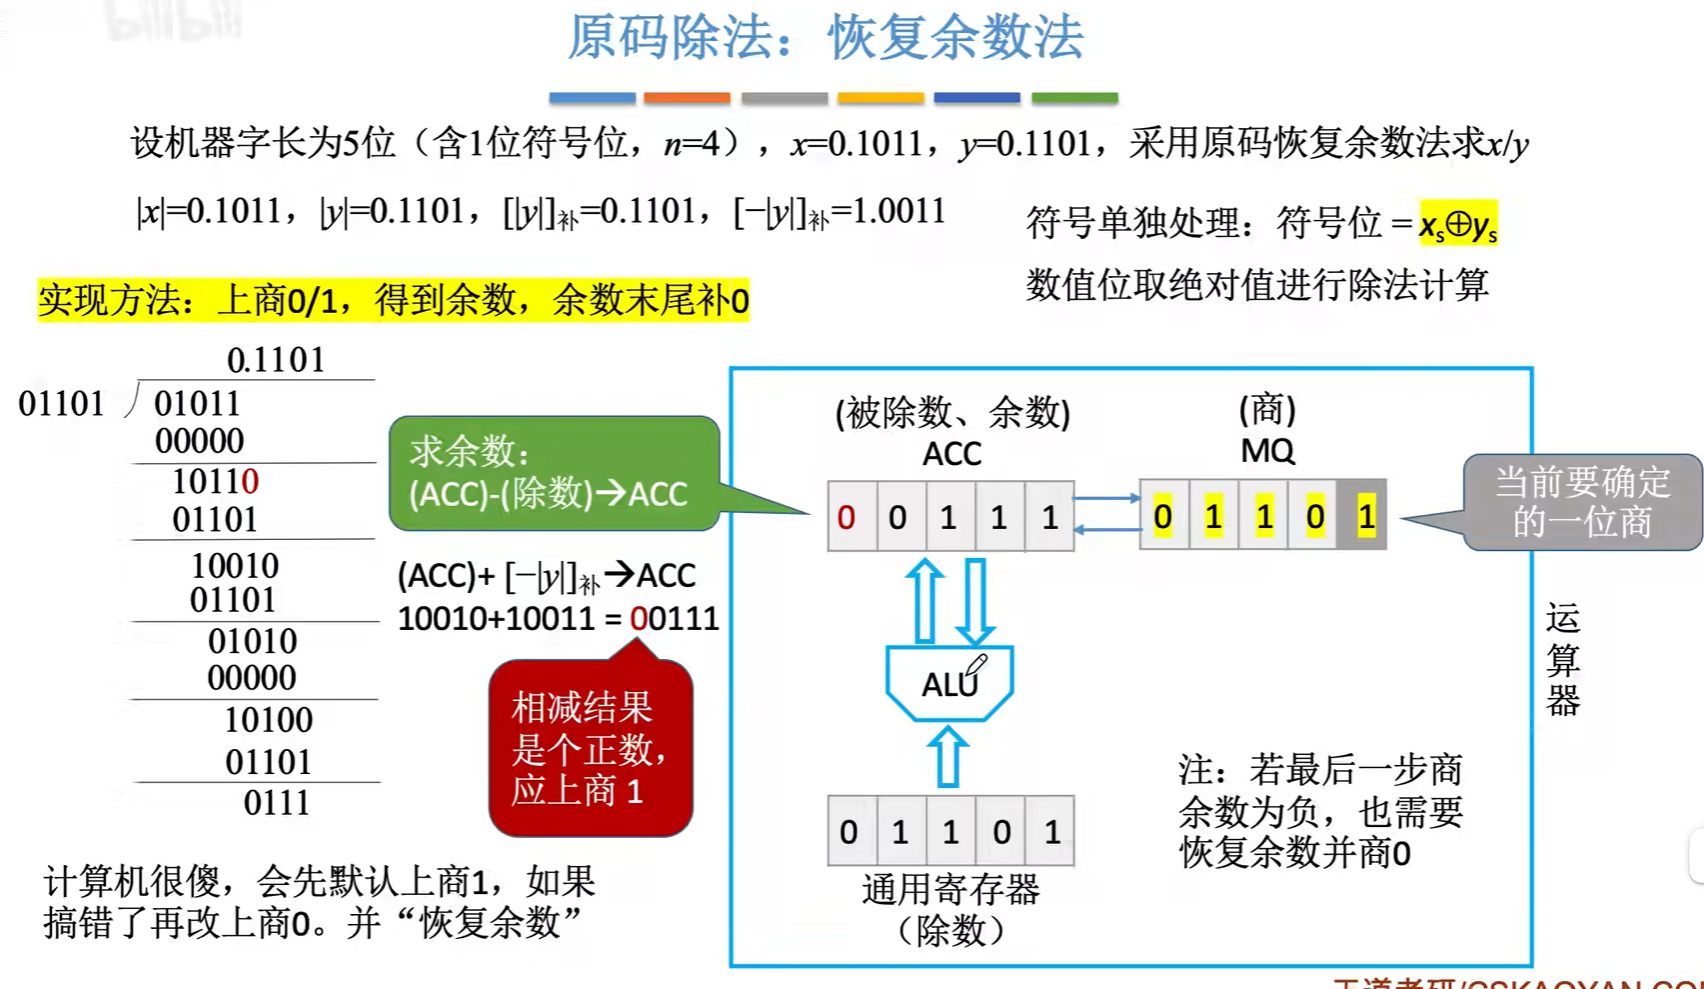 bilibili
原码除法：恢复余数法
设机器字长为5位（含1位符号位，n=4），x=0.1011，y=0.1101，采用原码恢复余数法求x/y
|x|=0.1011，|y|=0.1101，[|y|]补=0.1101，[−|y|]补=1.0011
符号单独处理：符号位 = xs⊕ys
数值位取绝对值进行除法计算
实现方法：上商0/1，得到余数，余数末尾补0
0.1101
01101 01011
00000
10110
01101
10010
01101
01010
00000
10100
01101
0111
求余数：
(ACC)-(除数)→ACC
(ACC)+ [−|y|]补→ACC
10010+10011 = 00111
相减结果
是个正数，
应上商 1
计算机很傻，会先默认上商1，如果
搞错了再改上商0。并“恢复余数”
(被除数、余数)
ACC
0 0 1 1 1
(商)
MQ
0 1 1 0 1
当前要确定
的一位商
ALU
0 1 1 0 1
通用寄存器
（除数）
注：若最后一步商
余数为负，也需要
恢复余数并商0
运
算
器
王道考研/CSKAOYAN.CO